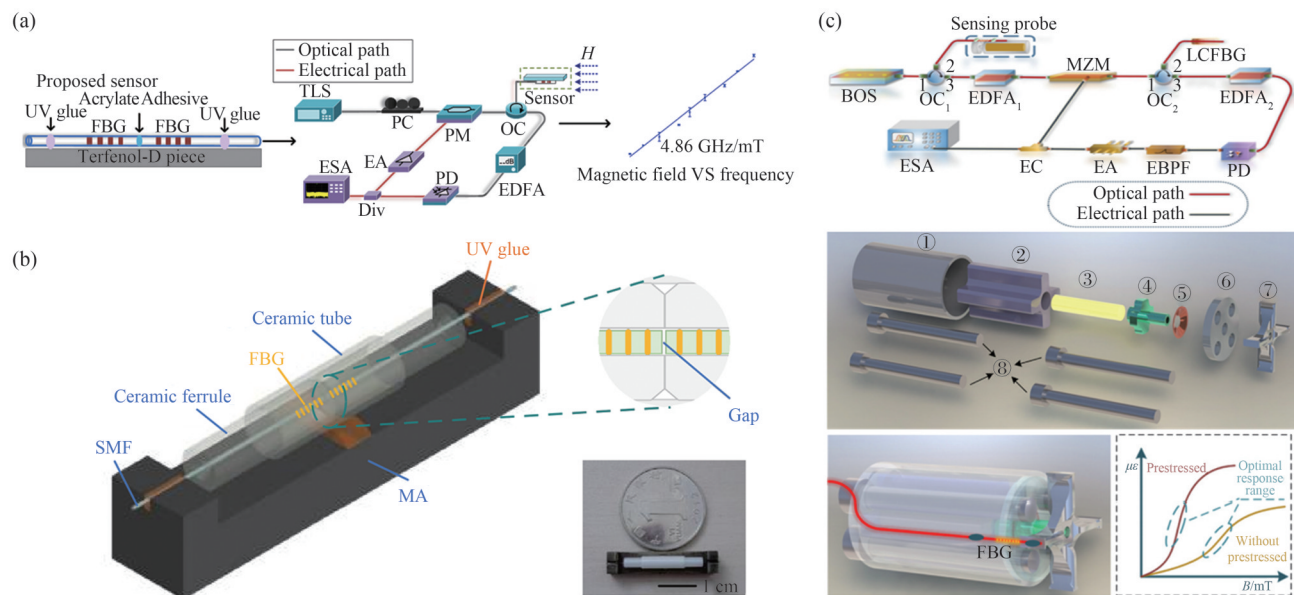 (a)
Proposed sensor
UV glue
Acrylate
Adhesive
UV glue
FBG
FBG
Terfenol-D piece
Optical path
Electrical path
TLS
PC
PM
OC
Sensor
H
ESA
EA
PD
EDFA
Div
4.86 GHz/mT
Magnetic field VS frequency
(b)
UV glue
Ceramic tube
FBG
Ceramic ferrule
SMF
MA
Gap
1 cm
(c)
Sensing probe
LCFBG
MZM
2
2
1
3
1
3
BOS
OC₁
EDFA₁
OC₂
EDFA₂
ESA
EC
EA
EBPF
PD
Optical path
Electrical path
①
②
③
④
⑤
⑥
⑦
⑧
FBG
με
Prestressed
Optimal
response
range
Without
prestressed
B/mT